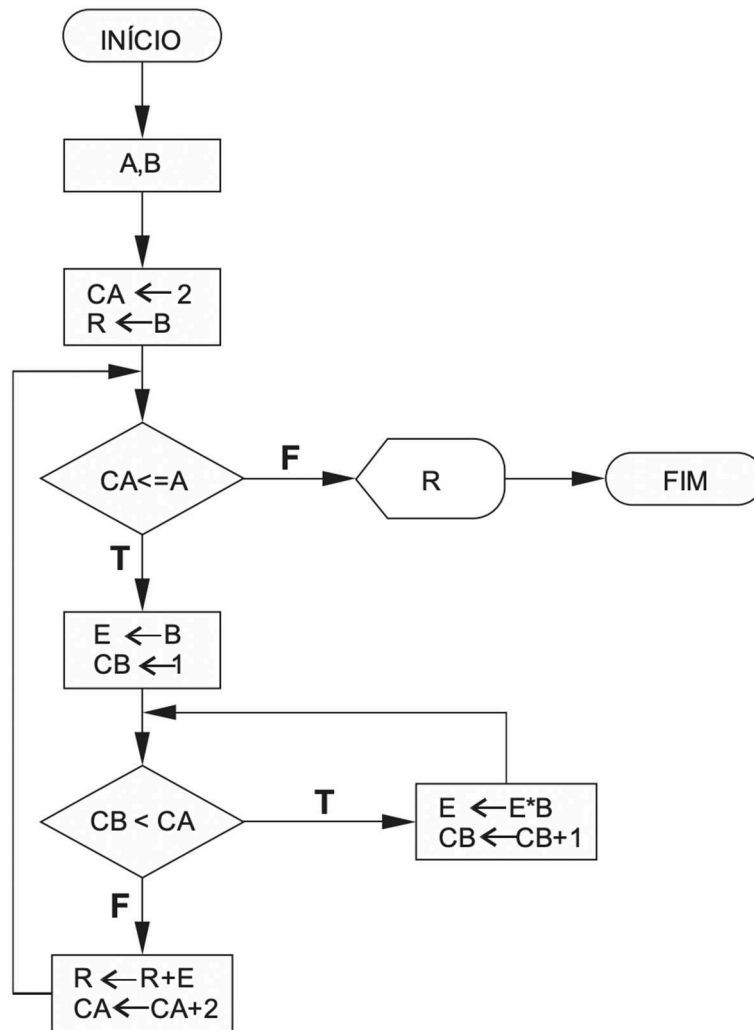 INÍCIO
A,B
CA ← 2
R ← B
CA<=A
F
R
FIM
T
E ← B
CB ← 1
CB < CA
T
E ← E*B
CB ← CB+1
F
R ← R+E
CA ← CA+2